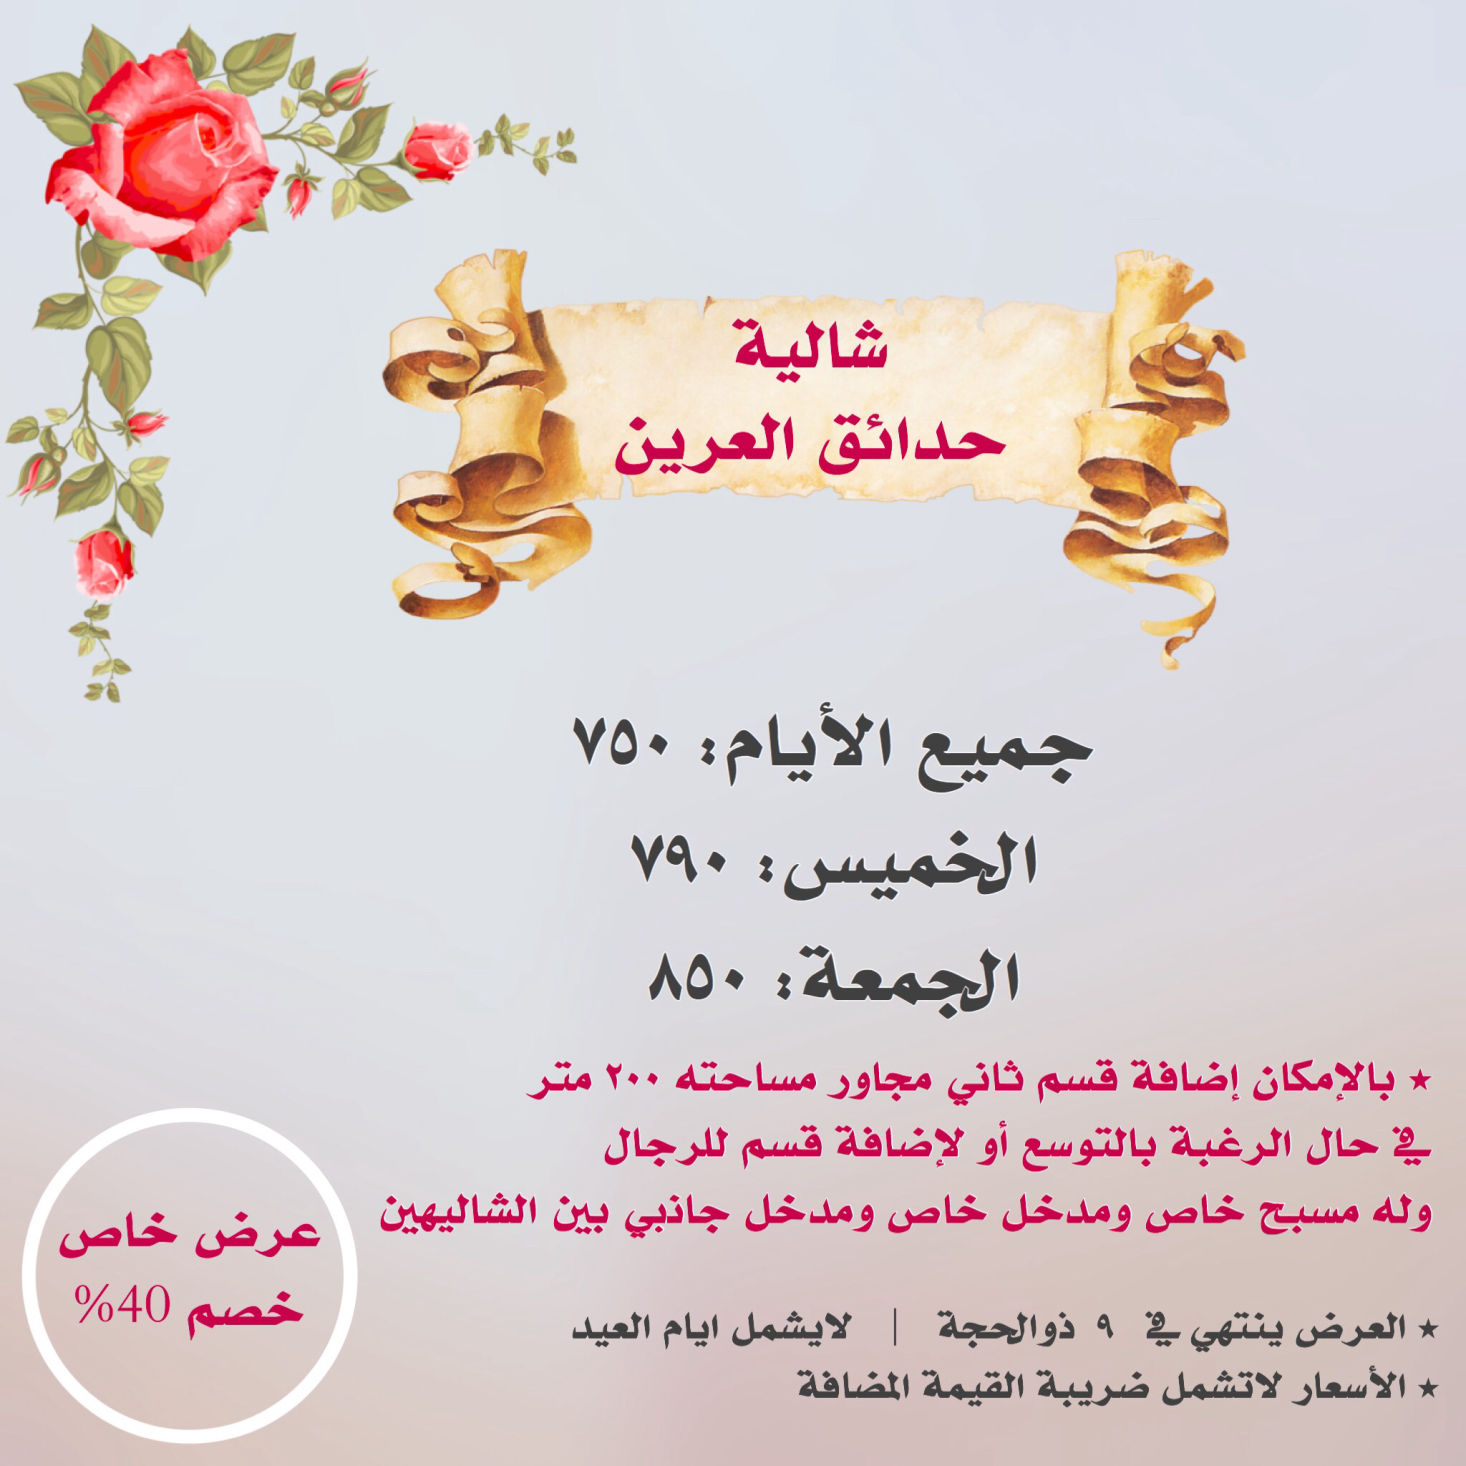 شالية
حدائق العرين
جميع الأيام: ٧٥٠
الخميس: ٧٩٠
الجمعة: ٨٥٠
★ بالإمكان إضافة قسم ثاني مجاور مساحته ٢٠٠ متر
في حال الرغبة بالتوسع أو لإضافة قسم للرجال
وله مسبح خاص ومدخل خاص ومدخل جانبي بين الشاليهين
عرض خاص
خصم 40%
★ العرض ينتهي في ٩ ذوالحجة | لايشمل ايام العيد
★ الأسعار لاتشمل ضريبة القيمة المضافة